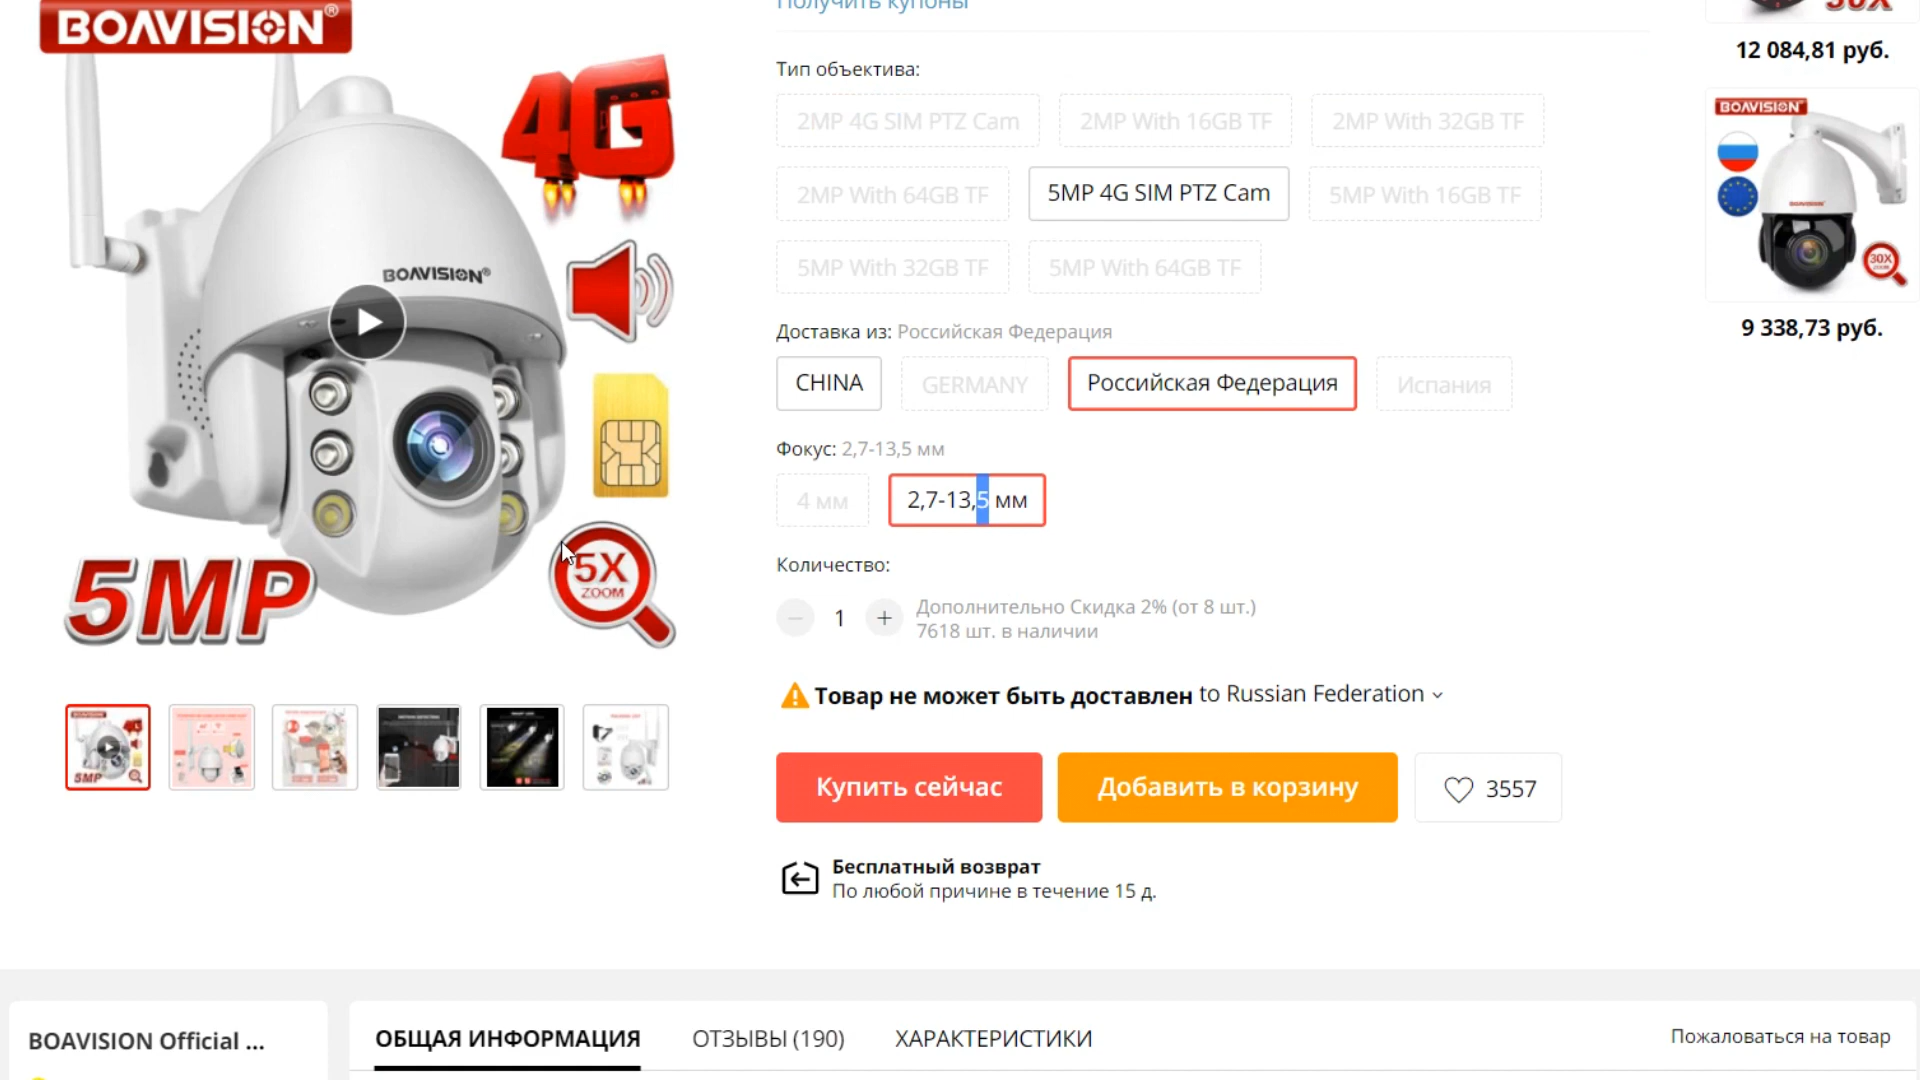 BOAVISION®
4G
BOAVISION®
5MP
5X
ZOOM
5MP
Получить купоны
Тип объектива:
2MP 4G SIM PTZ Cam
2MP With 16GB TF
2MP With 32GB TF
2MP With 64GB TF
5MP 4G SIM PTZ Cam
5MP With 16GB TF
5MP With 32GB TF
5MP With 64GB TF
Доставка из: Российская Федерация
CHINA
GERMANY
Российская Федерация
Испания
Фокус: 2,7-13,5 мм
4 мм
2,7-13,5 мм
Количество:
1
Дополнительно Скидка 2% (от 8 шт.)
7618 шт. в наличии
Товар не может быть доставлен to Russian Federation
Купить сейчас
Добавить в корзину
3557
Бесплатный возврат
По любой причине в течение 15 д.
30X
12 084,81 руб.
BOAVISION
30X
ZOOM
9 338,73 руб.
BOAVISION Official ...
ОБЩАЯ ИНФОРМАЦИЯ
ОТЗЫВЫ (190)
ХАРАКТЕРИСТИКИ
Пожаловаться на товар